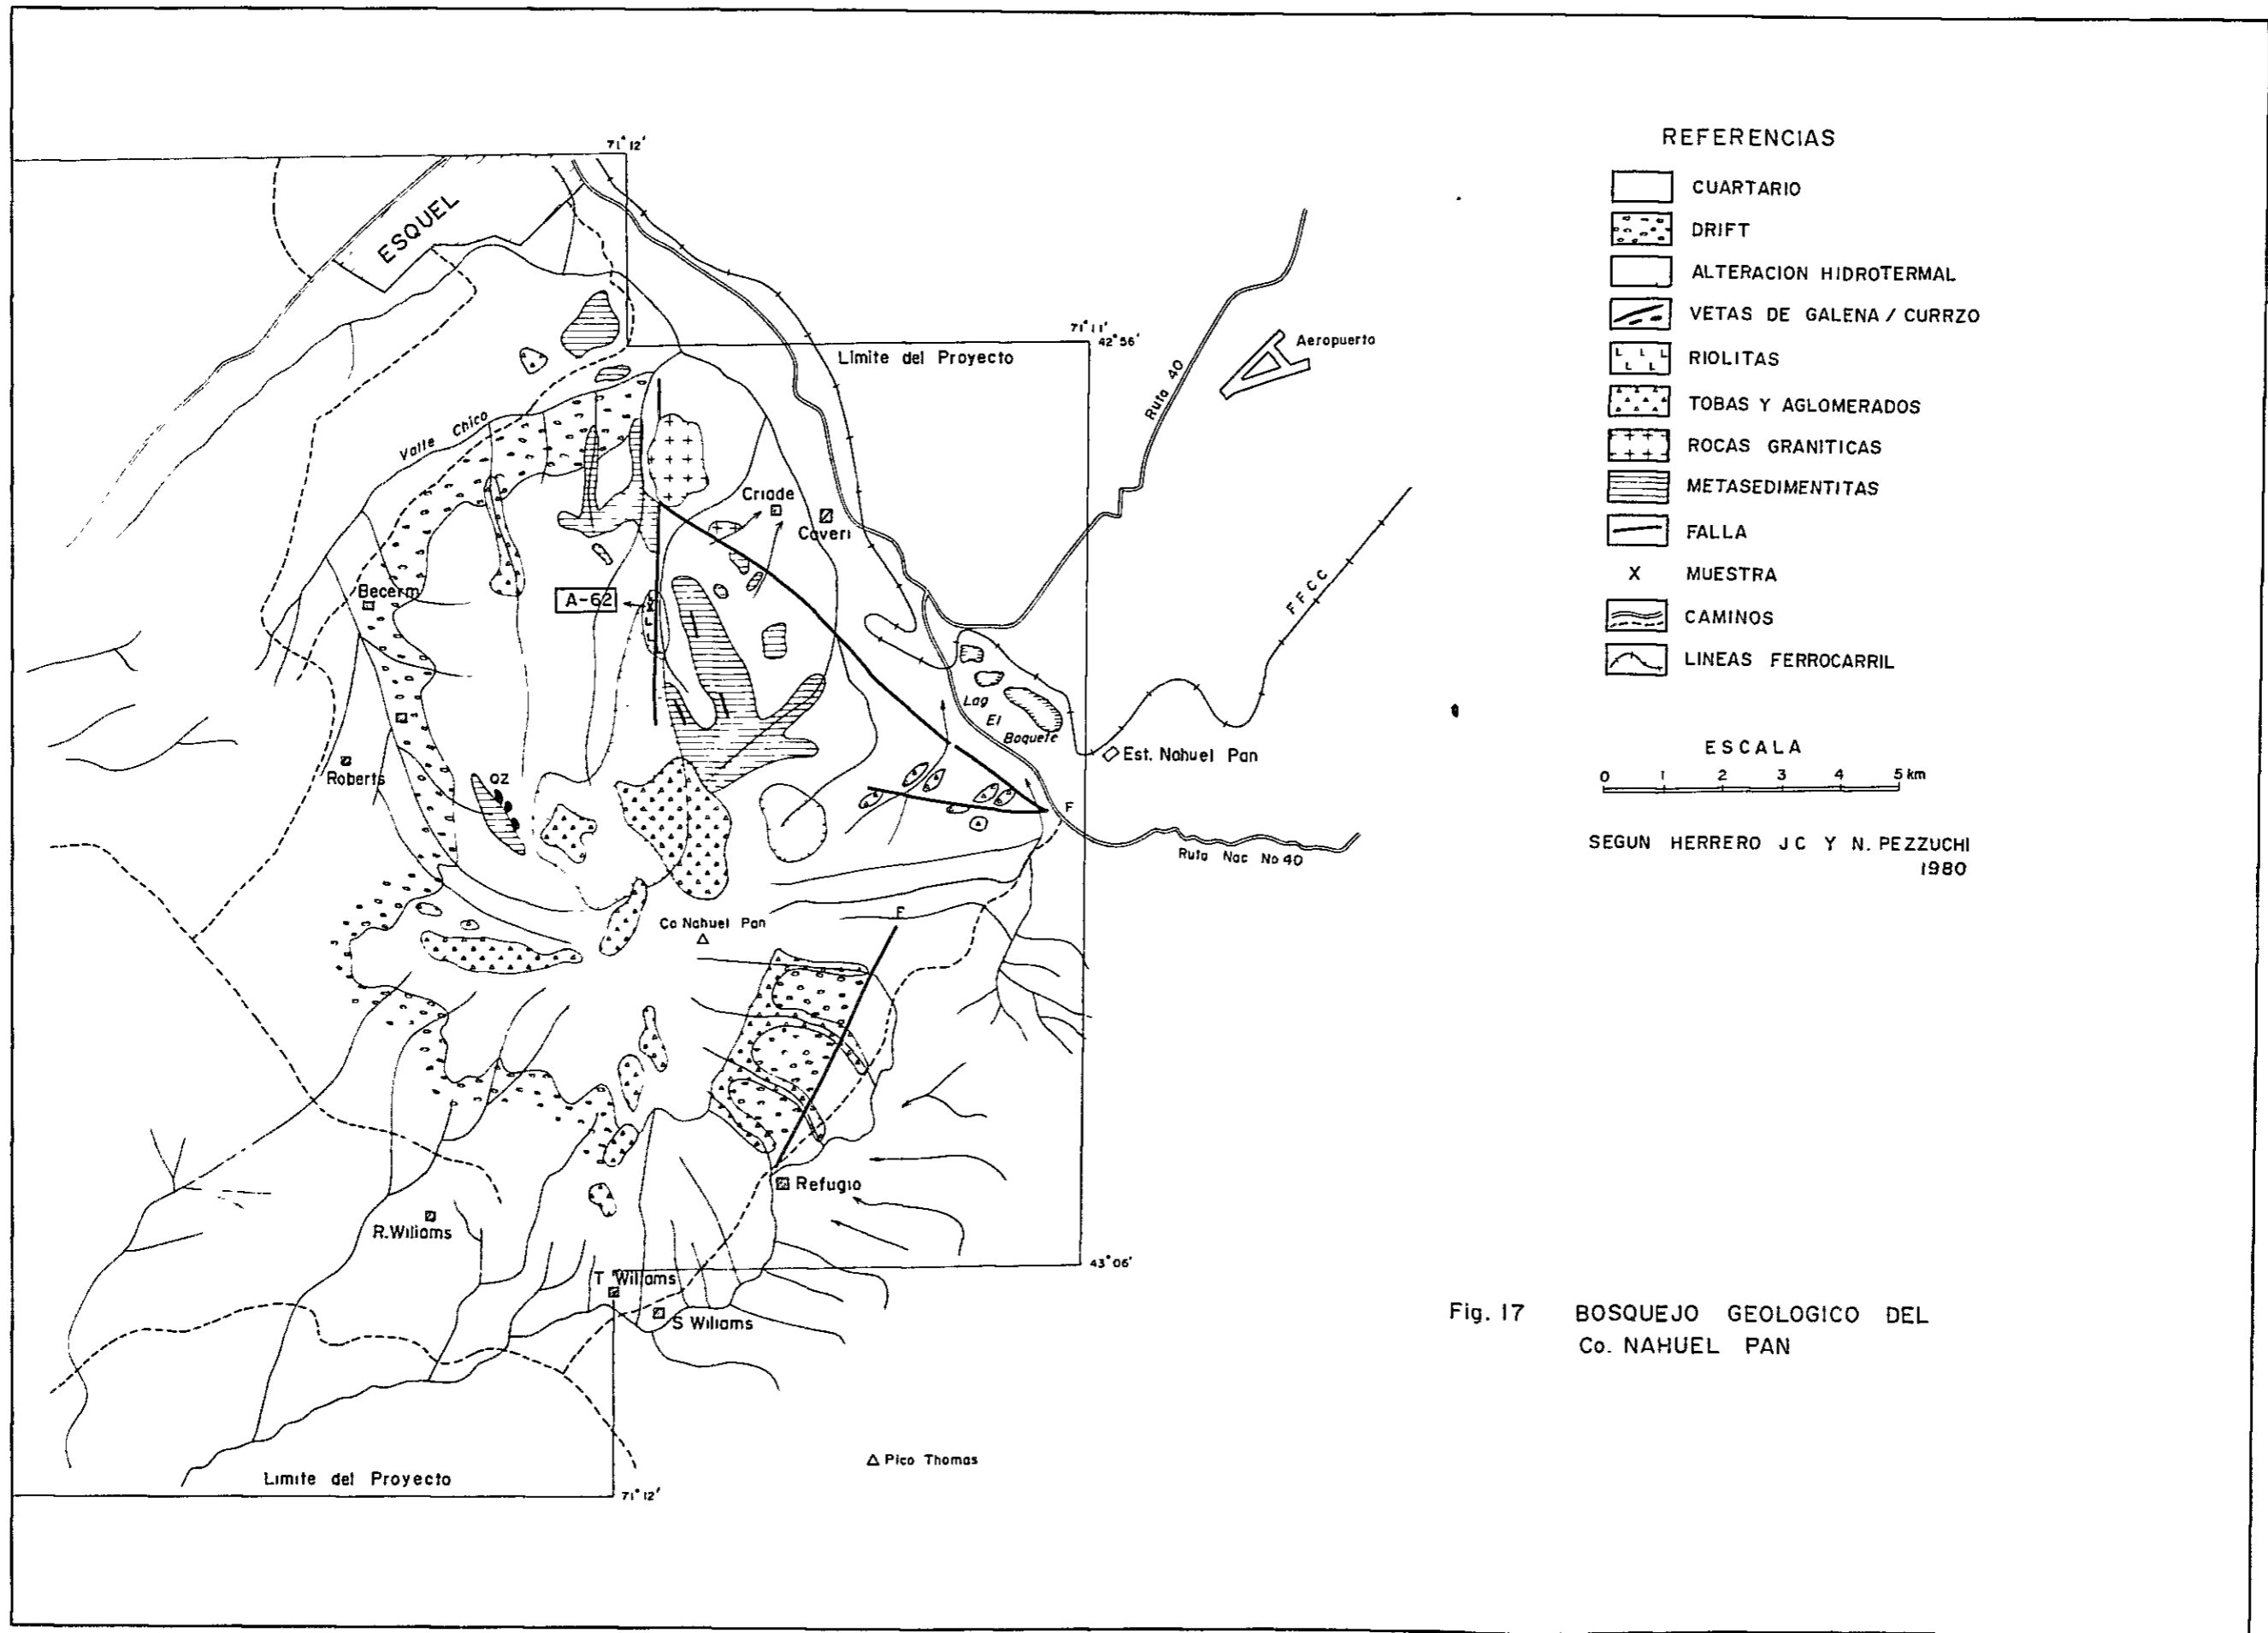 71°12'
ESQUEL
71°11'
42°56'
Límite del Proyecto
Aeropuerto
Ruta 40
Valle Chico
Criade
Caveri
A-62
Becerm
FFCC
Lag
El
Boquete
Est. Nahuel Pan
Roberts
QZ
F
Ruta Nac No 40
Co Nahuel Pan
F
Refugio
R. Wiliams
43°06'
T Wiliams
S Wiliams
Pico Thomas
Limite del Proyecto
71°12'
REFERENCIAS
CUARTARIO
DRIFT
ALTERACION HIDROTERMAL
VETAS DE GALENA / CURRZO
RIOLITAS
TOBAS Y AGLOMERADOS
ROCAS GRANITICAS
METASEDIMENTITAS
FALLA
X MUESTRA
CAMINOS
LINEAS FERROCARRIL
ESCALA
0 1 2 3 4 5 km
SEGUN HERRERO J C Y N. PEZZUCHI
1980
Fig. 17 BOSQUEJO GEOLOGICO DEL
Co. NAHUEL PAN